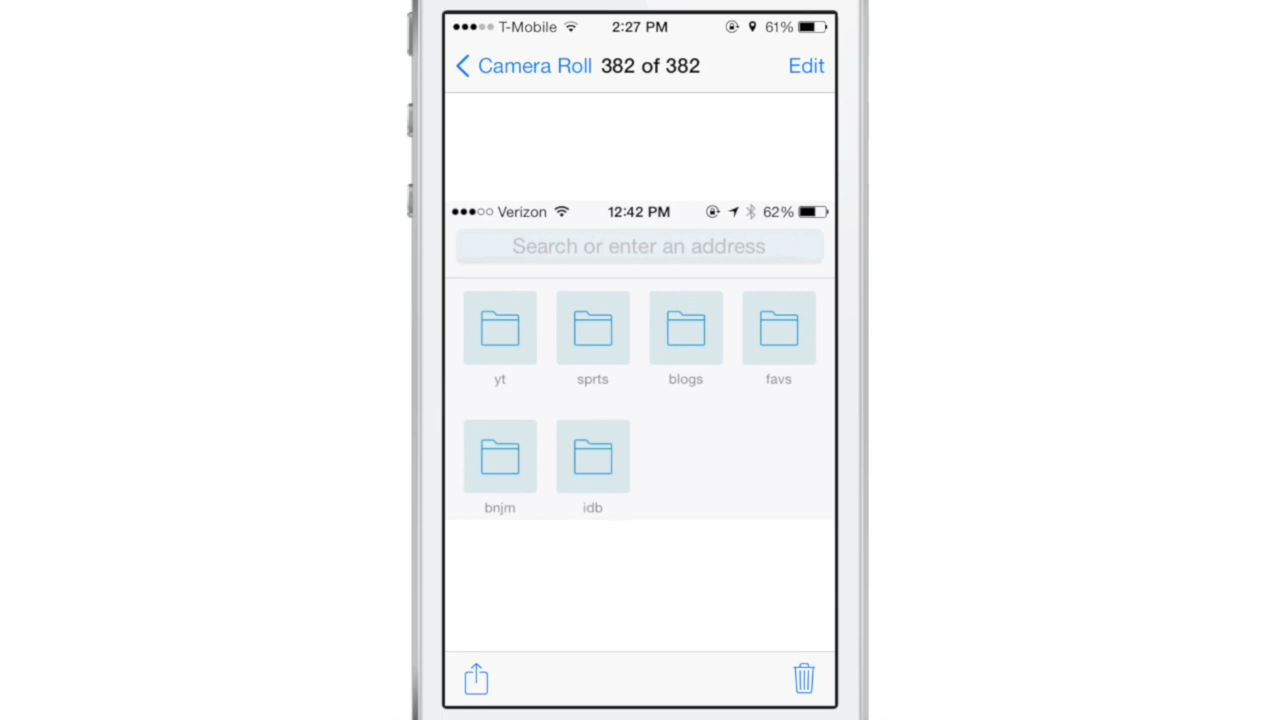 T-Mobile 2:27 PM 61%
Camera Roll 382 of 382 Edit
Verizon 12:42 PM 62%
Search or enter an address
yt sprts blogs favs
bnjm idb